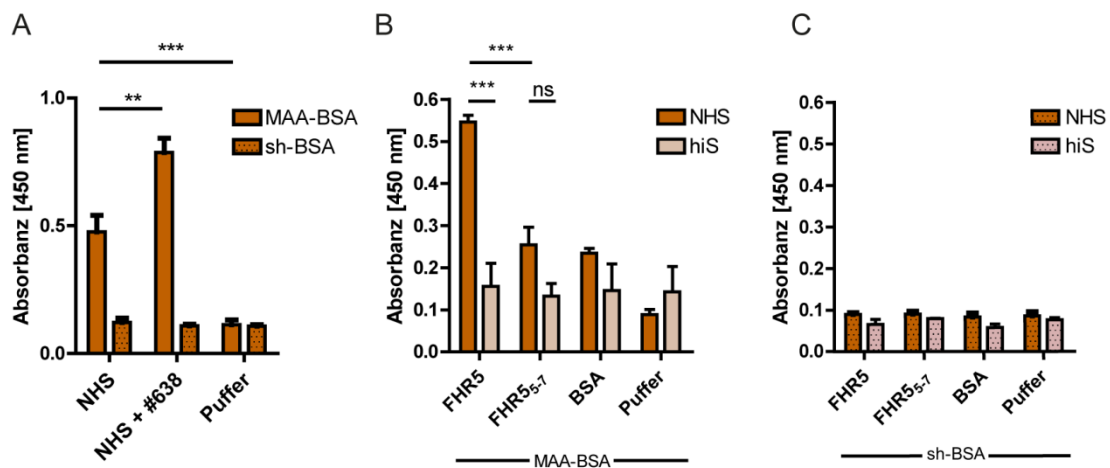 A
***
**
MAA-BSA
sh-BSA
Absorbanz [450 nm]
1.0
0.5
0.0
NHS
NHS + #638
Puffer
B
***
***
ns
NHS
hiS
Absorbanz [450 nm]
0.6
0.5
0.4
0.3
0.2
0.1
0.0
FHR5
FHR5₅₋₇
BSA
Puffer
MAA-BSA
C
NHS
hiS
Absorbanz [450 nm]
0.6
0.5
0.4
0.3
0.2
0.1
0.0
FHR5
FHR5₅₋₇
BSA
Puffer
sh-BSA